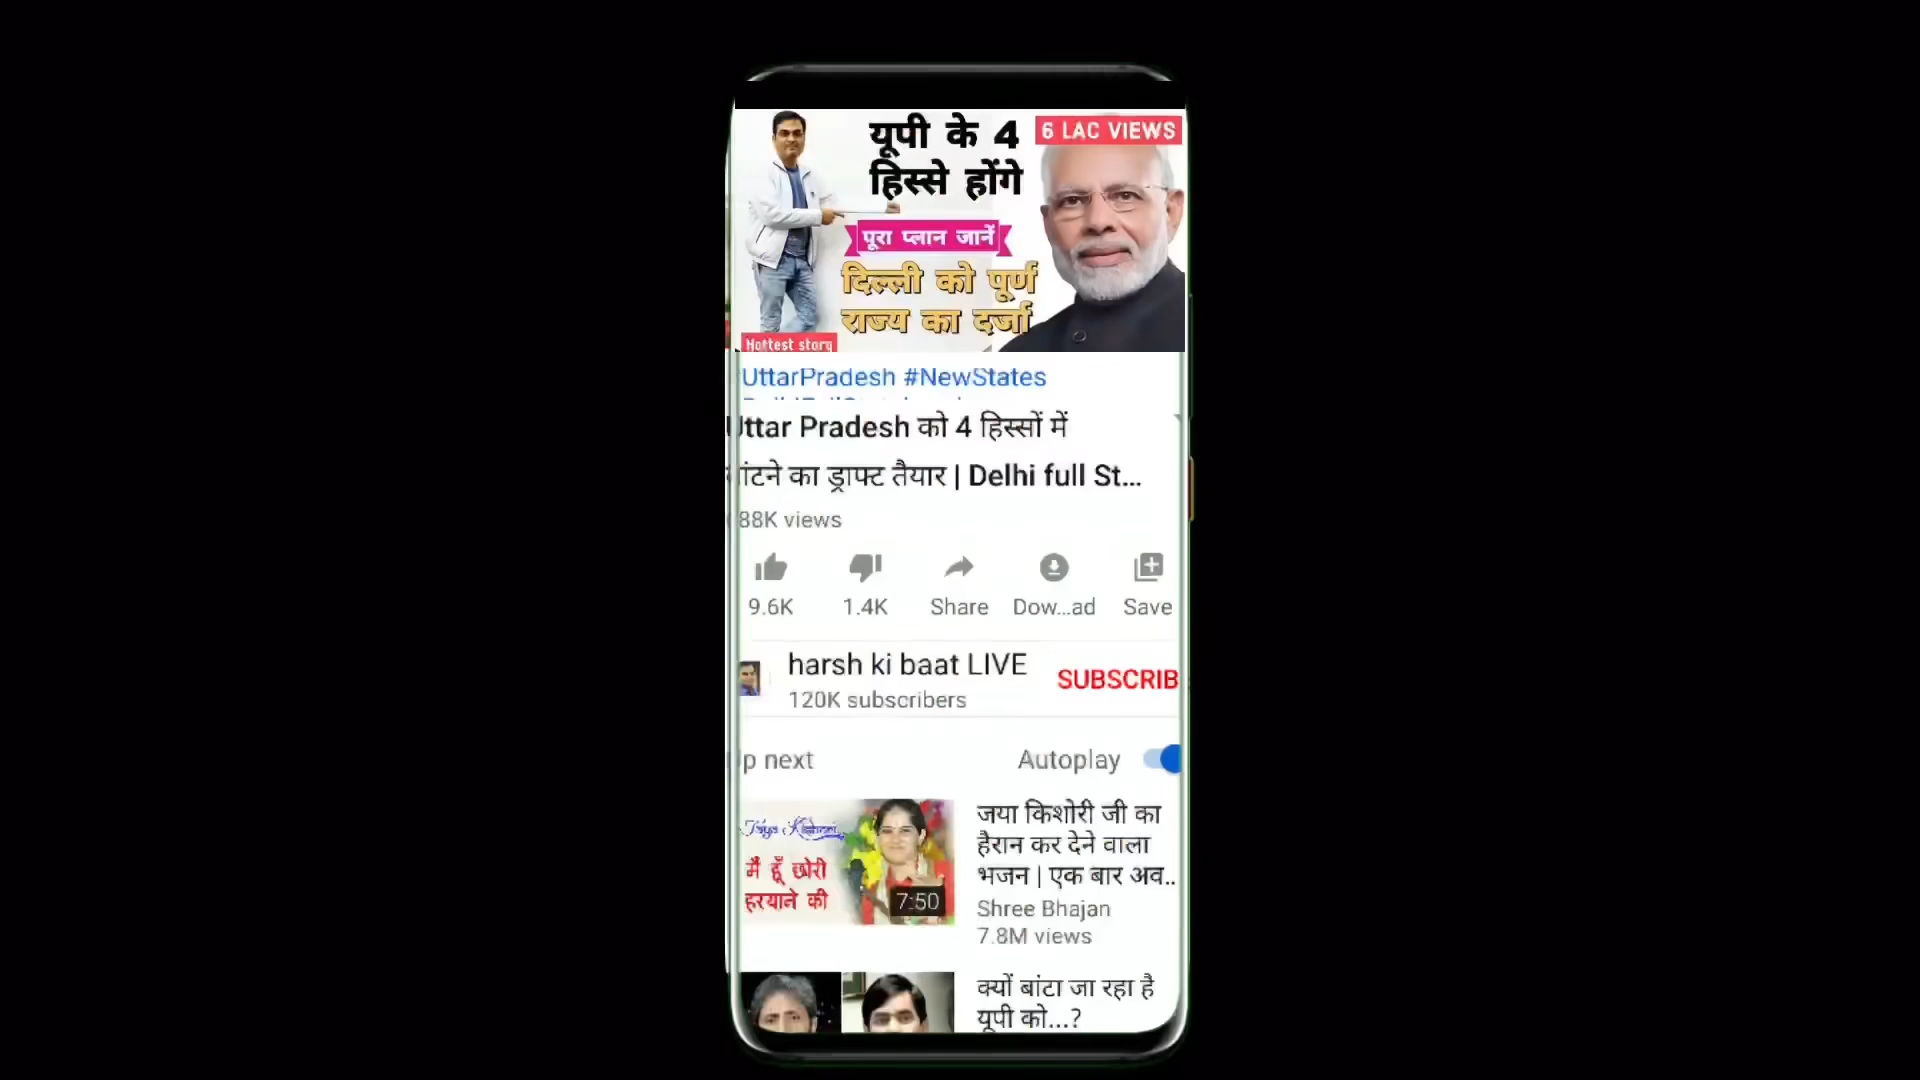 यूपी के 4
हिस्से होंगे
6 LAC VIEWS
पूरा प्लान जानें
दिल्ली को पूर्ण
राज्य का दर्जा
Hottest story
UttarPradesh #NewStates
Uttar Pradesh को 4 हिस्सों में
बांटने का ड्राफ्ट तैयार | Delhi full St...
88K views
9.6K
1.4K
Share
Dow...ad
Save
harsh ki baat LIVE
120K subscribers
SUBSCRIB
Up next
Autoplay
मैं हूँ छोरी
हरयाने की
7:50
जया किशोरी जी का
हैरान कर देने वाला
भजन | एक बार अव..
Shree Bhajan
7.8M views
क्यों बांटा जा रहा है
यूपी को...?